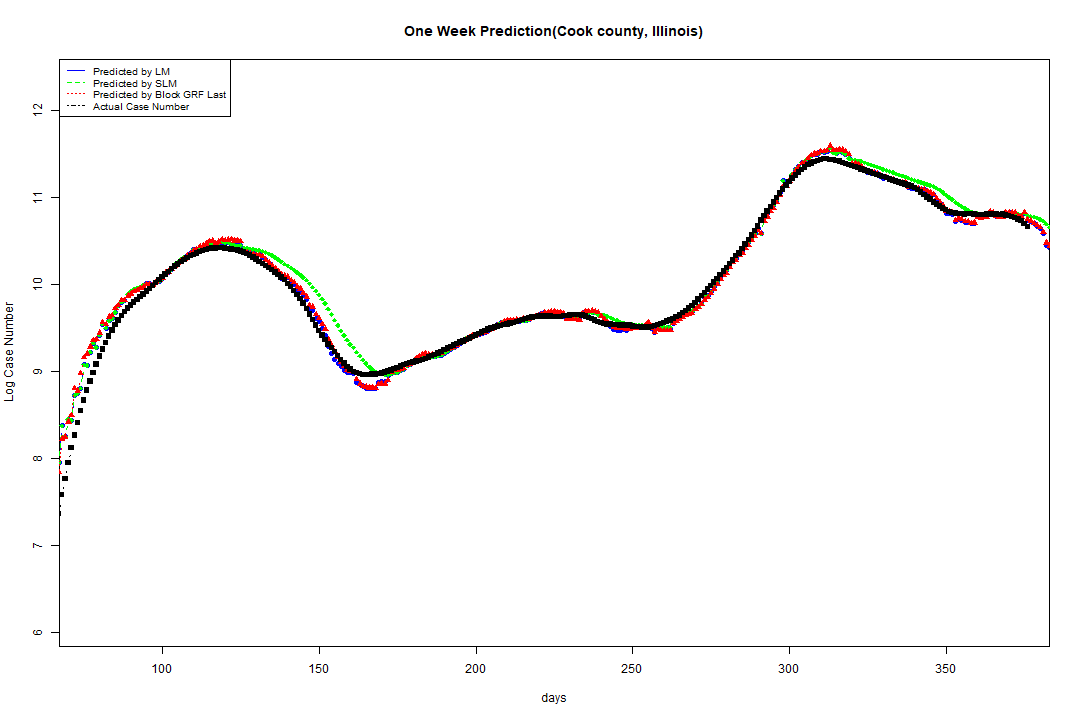 One Week Prediction(Cook county, Illinois)
Predicted by LM
Predicted by SLM
Predicted by Block GRF Last
Actual Case Number
12
11
10
9
8
7
6
Log Case Number
100 150 200 250 300 350
days